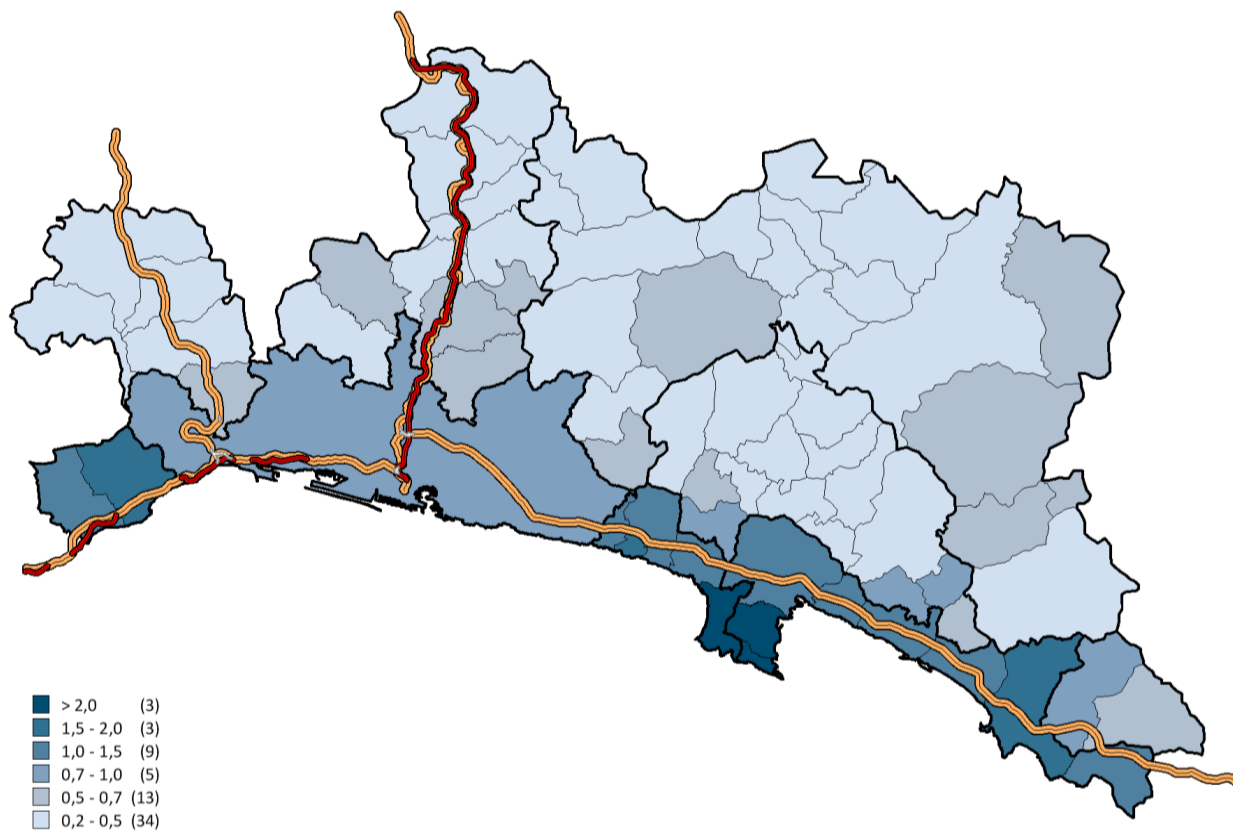 > 2,0 (3)
1,5 - 2,0 (3)
1,0 - 1,5 (9)
0,7 - 1,0 (5)
0,5 - 0,7 (13)
0,2 - 0,5 (34)